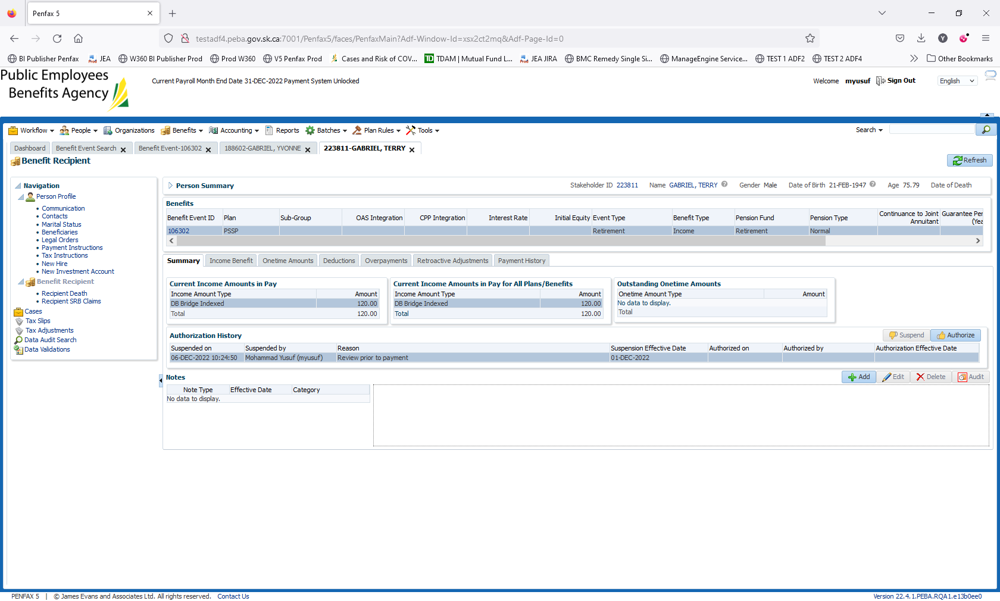 Penfax 5
testadf4.peba.gov.sk.ca:7001/Penfax5/faces/PenfaxMain?Adf-Window-Id=xsx2ct2mq&Adf-Page-Id=0
BI Publisher Penfax JEA W360 BI Publisher Prod Prod W360 V5 Penfax Prod Cases and Risk of COV... TDAM | Mutual Fund L... JEA JIRA BMC Remedy Single Si... ManageEngine Service... TEST 1 ADF2 TEST 2 ADF4 Other Bookmarks
Public Employees
Benefits Agency
Current Payroll Month End Date 31-DEC-2022 Payment System Unlocked
Welcome myusuf Sign Out English
Workflow People Organizations Benefits Accounting Reports Batches Plan Rules Tools Search
Dashboard Benefit Event Search Benefit Event-106302 188602-GABRIEL, YVONNE 223811-GABRIEL, TERRY
Benefit Recipient Refresh
Navigation
Person Profile
Communication
Contacts
Marital Status
Beneficiaries
Legal Orders
Payment Instructions
Tax Instructions
New Hire
New Investment Account
Benefit Recipient
Recipient Death
Recipient SRB Claims
Cases
Tax Slips
Tax Adjustments
Data Audit Search
Data Validations
Person Summary Stakeholder ID 223811 Name GABRIEL, TERRY Gender Male Date of Birth 21-FEB-1947 Age 75.79 Date of Death
Benefits
Benefit Event ID Plan Sub-Group OAS Integration CPP Integration Interest Rate Initial Equity Event Type Benefit Type Pension Fund Pension Type Continuance to Joint Annuitant Guarantee Per (Yea
106302 PSSP Retirement Income Retirement Normal
Summary Income Benefit Onetime Amounts Deductions Overpayments Retroactive Adjustments Payment History
Current Income Amounts in Pay
Income Amount Type Amount
DB Bridge Indexed 120.00
Total 120.00
Current Income Amounts in Pay for All Plans/Benefits
Income Amount Type Amount
DB Bridge Indexed 120.00
Total 120.00
Outstanding Onetime Amounts
Onetime Amount Type Amount
No data to display.
Total
Authorization History Suspend Authorize
Suspended on Suspended by Reason Suspension Effective Date Authorized on Authorized by Authorization Effective Date
06-DEC-2022 10:24:50 Mohammad Yusuf (myusuf) Review prior to payment 01-DEC-2022
Notes Add Edit Delete Audit
Note Type Effective Date Category
No data to display.
PENFAX 5 | © James Evans and Associates Ltd. All rights reserved. Contact Us Version 22.4.1.PEBA.RQA1.e13b0ee0